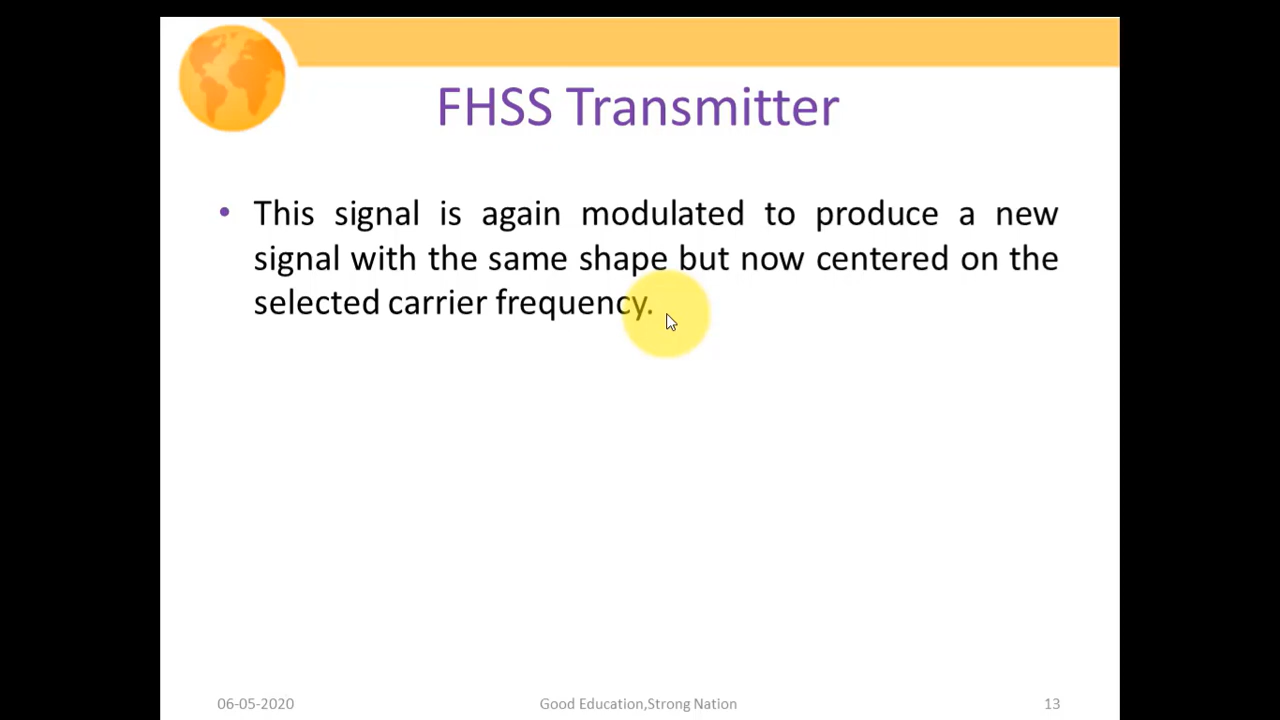 FHSS Transmitter
• This signal is again modulated to produce a new
signal with the same shape but now centered on the
selected carrier frequency.
06-05-2020
Good Education,Strong Nation
13